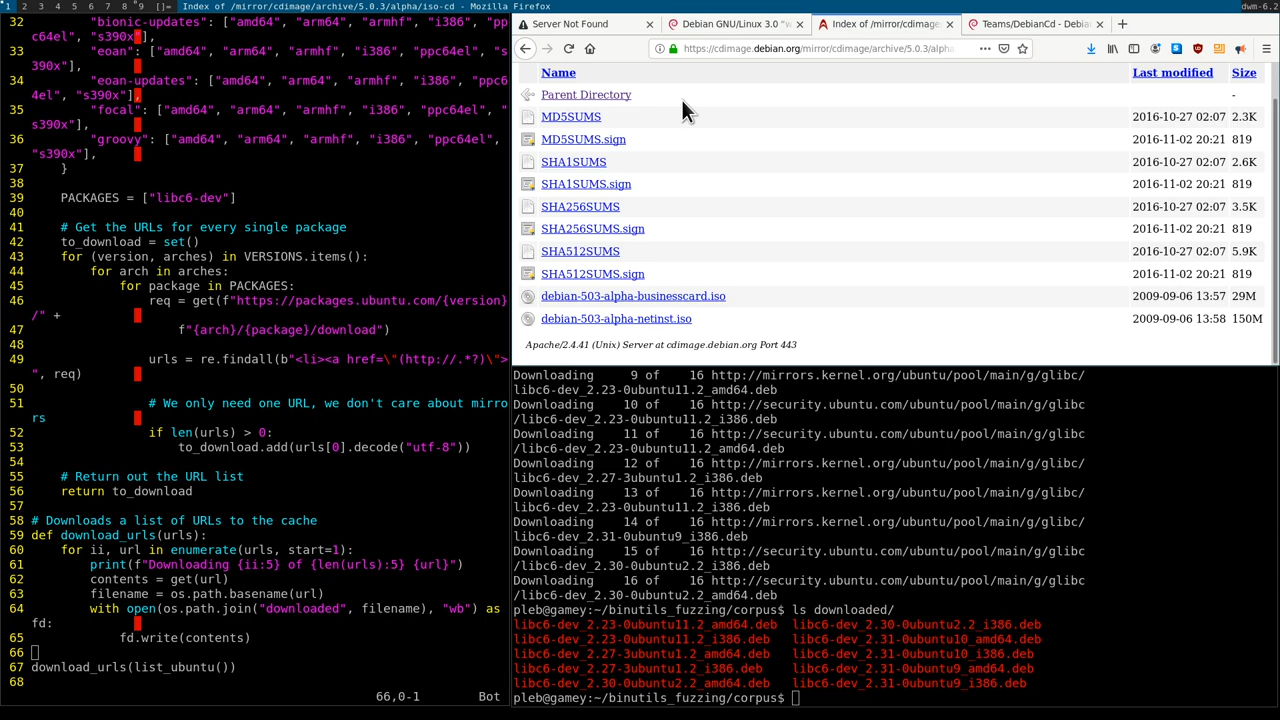 1 2 3 4 5 6 7 8 9 []= Index of /mirror/cdimage/archive/5.0.3/alpha/iso-cd - Mozilla Firefox dwm-6.2
32 "bionic-updates": ["amd64", "arm64", "armhf", "i386", "pp
c64el", "s390x"],
33 "eoan": ["amd64", "arm64", "armhf", "i386", "ppc64el", "s
390x"],
34 "eoan-updates": ["amd64", "arm64", "armhf", "i386", "ppc6
4el", "s390x"],
35 "focal": ["amd64", "arm64", "armhf", "i386", "ppc64el", "
s390x"],
36 "groovy": ["amd64", "arm64", "armhf", "i386", "ppc64el",
"s390x"],
37 }
38
39 PACKAGES = ["libc6-dev"]
40
41 # Get the URLs for every single package
42 to_download = set()
43 for (version, arches) in VERSIONS.items():
44 for arch in arches:
45 for package in PACKAGES:
46 req = get(f"https://packages.ubuntu.com/{version}
/" +
47 f"{arch}/{package}/download")
48
49 urls = re.findall(b"<li><a href=\"(http://.*?)\">
", req)
50
51 # We only need one URL, we don't care about mirro
rs
52 if len(urls) > 0:
53 to_download.add(urls[0].decode("utf-8"))
54
55 # Return out the URL list
56 return to_download
57
58 # Downloads a list of URLs to the cache
59 def download_urls(urls):
60 for ii, url in enumerate(urls, start=1):
61 print(f"Downloading {ii:5} of {len(urls):5} {url}")
62 contents = get(url)
63 filename = os.path.basename(url)
64 with open(os.path.join("downloaded", filename), "wb") as
fd:
65 fd.write(contents)
66
67 download_urls(list_ubuntu())
68
66,0-1 Bot
Server Not Found Debian GNU/Linux 3.0 "w Index of /mirror/cdimage Teams/DebianCd - Debia
https://cdimage.debian.org/mirror/cdimage/archive/5.0.3/alpha
Name Last modified Size
Parent Directory -
MD5SUMS 2016-10-27 02:07 2.3K
MD5SUMS.sign 2016-11-02 20:21 819
SHA1SUMS 2016-10-27 02:07 2.6K
SHA1SUMS.sign 2016-11-02 20:21 819
SHA256SUMS 2016-10-27 02:07 3.5K
SHA256SUMS.sign 2016-11-02 20:21 819
SHA512SUMS 2016-10-27 02:07 5.9K
SHA512SUMS.sign 2016-11-02 20:21 819
debian-503-alpha-businesscard.iso 2009-09-06 13:57 29M
debian-503-alpha-netinst.iso 2009-09-06 13:58 150M
Apache/2.4.41 (Unix) Server at cdimage.debian.org Port 443
Downloading 9 of 16 http://mirrors.kernel.org/ubuntu/pool/main/g/glibc/
libc6-dev_2.23-0ubuntu11.2_amd64.deb
Downloading 10 of 16 http://security.ubuntu.com/ubuntu/pool/main/g/glibc
/libc6-dev_2.23-0ubuntu11.2_i386.deb
Downloading 11 of 16 http://security.ubuntu.com/ubuntu/pool/main/g/glibc
/libc6-dev_2.23-0ubuntu11.2_amd64.deb
Downloading 12 of 16 http://mirrors.kernel.org/ubuntu/pool/main/g/glibc/
libc6-dev_2.27-3ubuntu1.2_i386.deb
Downloading 13 of 16 http://mirrors.kernel.org/ubuntu/pool/main/g/glibc/
libc6-dev_2.23-0ubuntu11.2_i386.deb
Downloading 14 of 16 http://mirrors.kernel.org/ubuntu/pool/main/g/glibc/
libc6-dev_2.31-0ubuntu9_i386.deb
Downloading 15 of 16 http://security.ubuntu.com/ubuntu/pool/main/g/glibc
/libc6-dev_2.30-0ubuntu2.2_i386.deb
Downloading 16 of 16 http://security.ubuntu.com/ubuntu/pool/main/g/glibc
/libc6-dev_2.30-0ubuntu2.2_amd64.deb
pleb@gamey:~/binutils_fuzzing/corpus$ ls downloaded/
libc6-dev_2.23-0ubuntu11.2_amd64.deb libc6-dev_2.30-0ubuntu2.2_i386.deb
libc6-dev_2.23-0ubuntu11.2_i386.deb libc6-dev_2.31-0ubuntu10_amd64.deb
libc6-dev_2.27-3ubuntu1.2_amd64.deb libc6-dev_2.31-0ubuntu10_i386.deb
libc6-dev_2.27-3ubuntu1.2_i386.deb libc6-dev_2.31-0ubuntu9_amd64.deb
libc6-dev_2.30-0ubuntu2.2_amd64.deb libc6-dev_2.31-0ubuntu9_i386.deb
pleb@gamey:~/binutils_fuzzing/corpus$